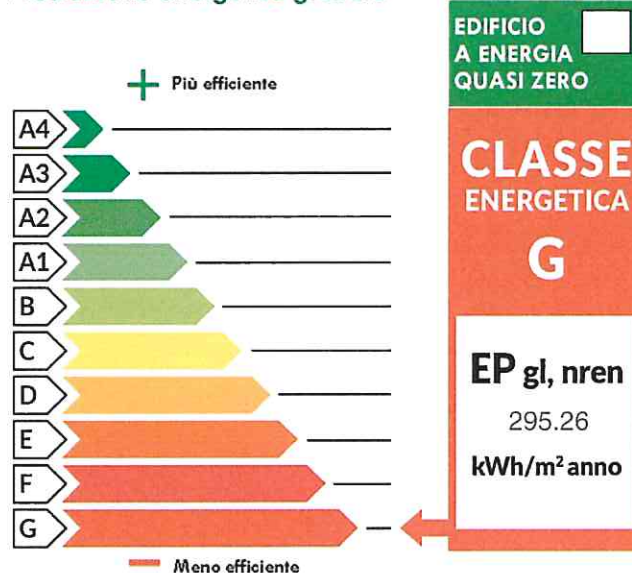 Più efficiente
A4
A3
A2
A1
B
C
D
E
F
G
Meno efficiente
EDIFICIO
A ENERGIA
QUASI ZERO
CLASSE
ENERGETICA
G
EP gl, nren
295.26
kWh/m² anno